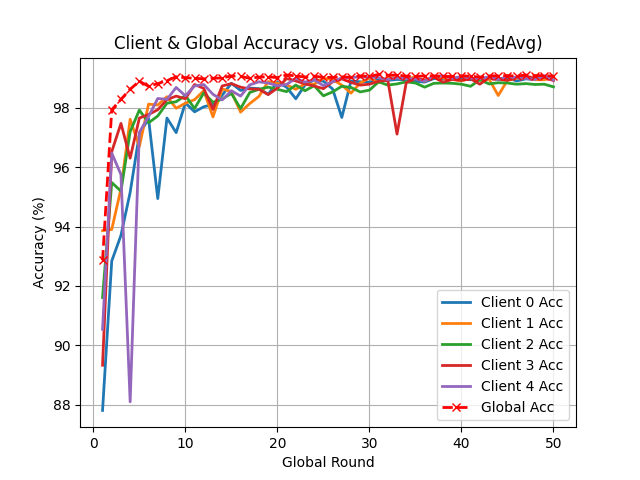 Client & Global Accuracy vs. Global Round (FedAvg)
98
96
94
92
90
88
Accuracy (%)
Client 0 Acc
Client 1 Acc
Client 2 Acc
Client 3 Acc
Client 4 Acc
Global Acc
0 10 20 30 40 50
Global Round